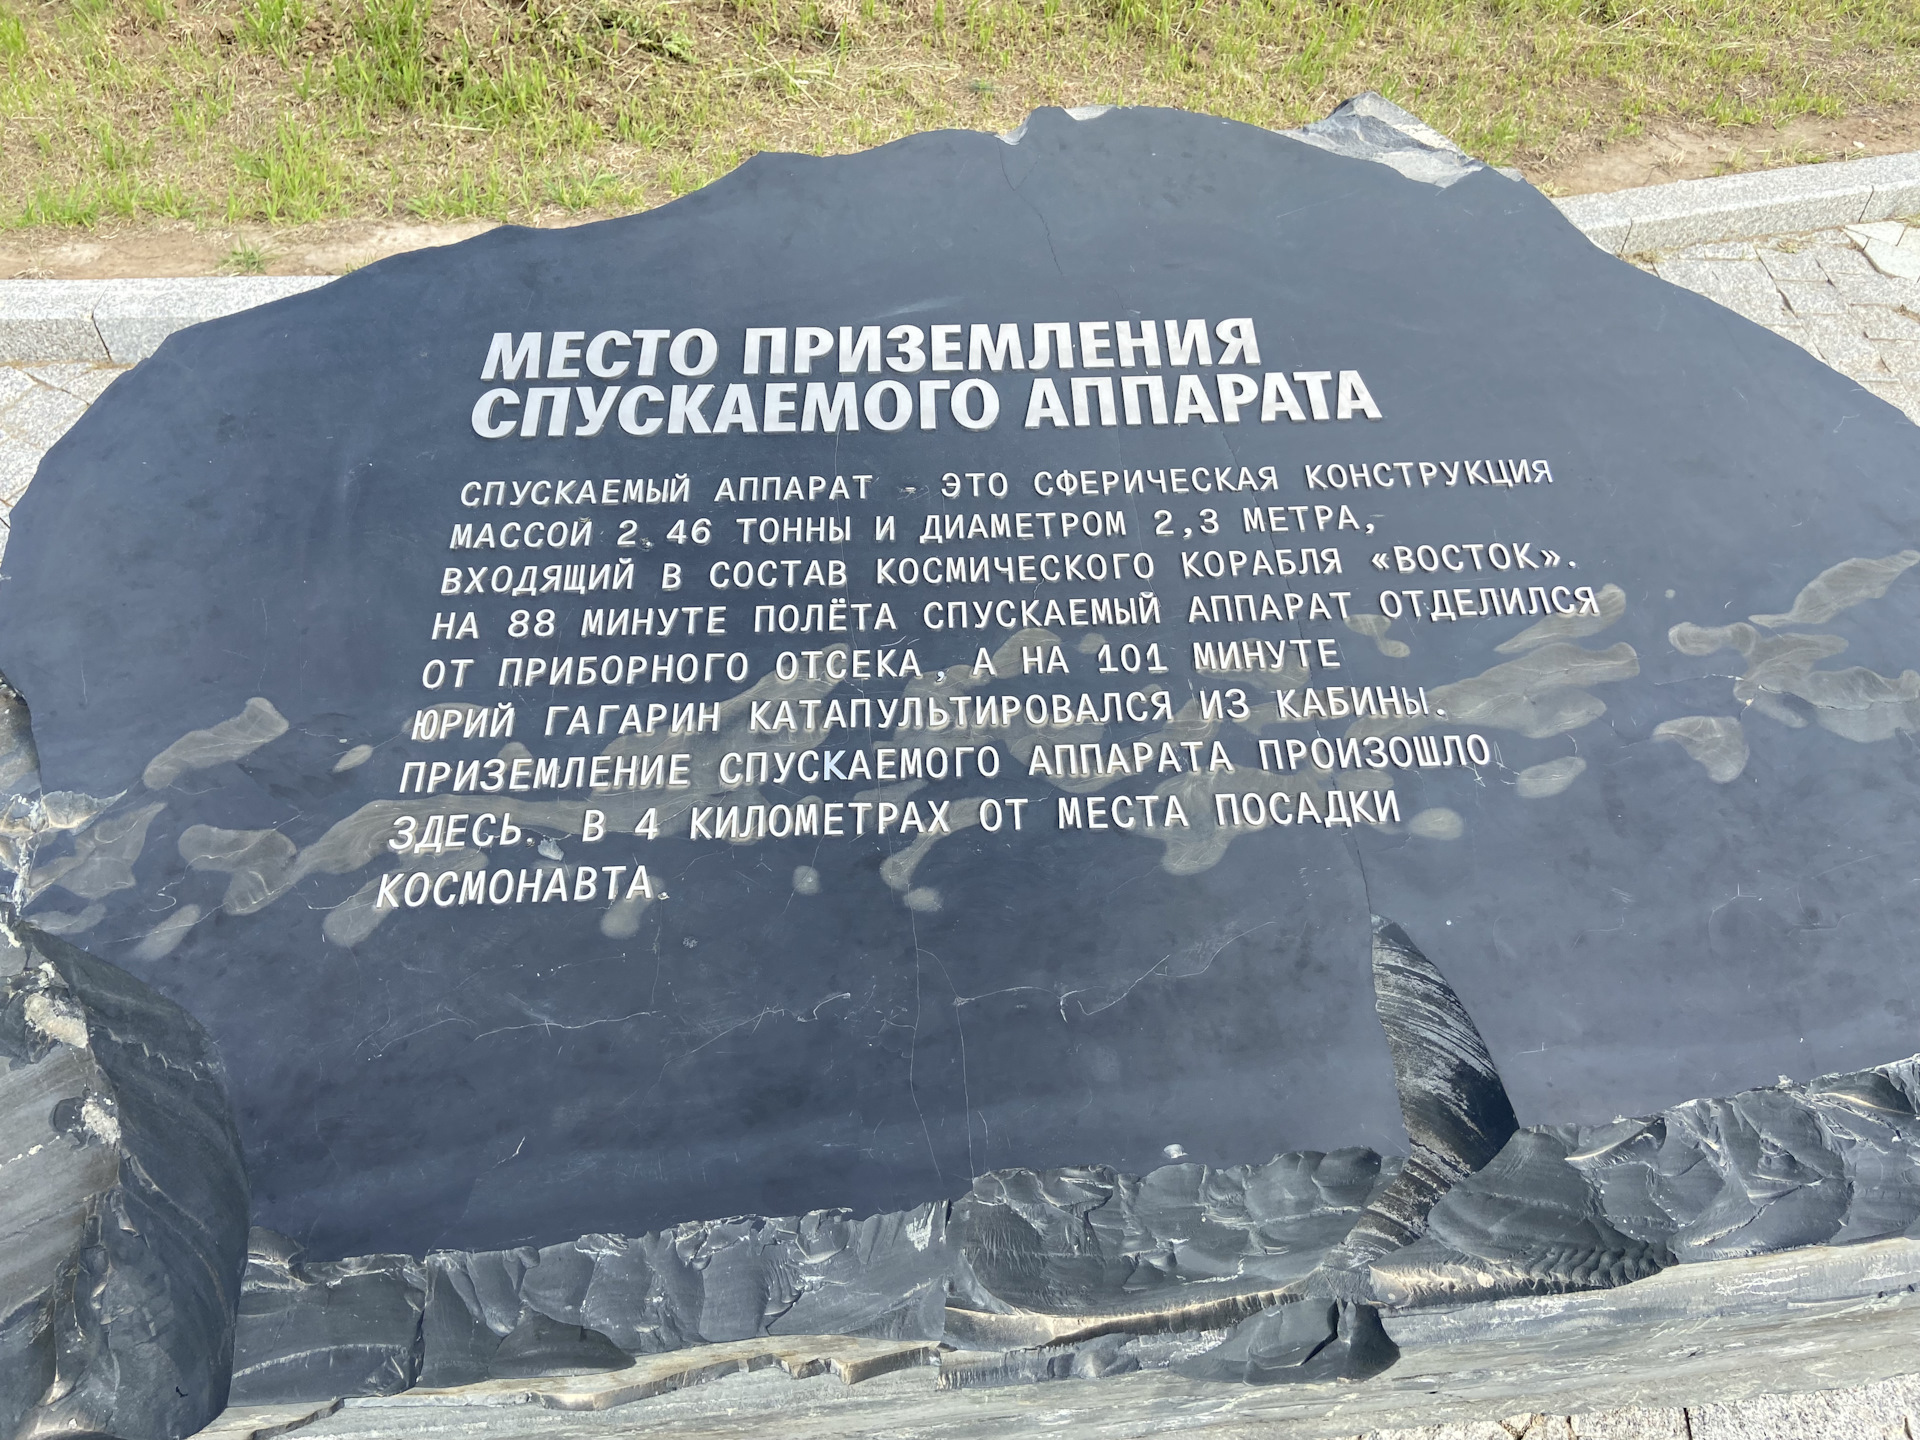 МЕСТО ПРИЗЕМЛЕНИЯ
СПУСКАЕМОГО АППАРАТА
СПУСКАЕМЫЙ АППАРАТ - ЭТО СФЕРИЧЕСКАЯ КОНСТРУКЦИЯ
МАССОЙ 2.46 ТОННЫ И ДИАМЕТРОМ 2,3 МЕТРА,
ВХОДЯЩИЙ В СОСТАВ КОСМИЧЕСКОГО КОРАБЛЯ «ВОСТОК».
НА 88 МИНУТЕ ПОЛЁТА СПУСКАЕМЫЙ АППАРАТ ОТДЕЛИЛСЯ
ОТ ПРИБОРНОГО ОТСЕКА, А НА 101 МИНУТЕ
ЮРИЙ ГАГАРИН КАТАПУЛЬТИРОВАЛСЯ ИЗ КАБИНЫ.
ПРИЗЕМЛЕНИЕ СПУСКАЕМОГО АППАРАТА ПРОИЗОШЛО
ЗДЕСЬ. В 4 КИЛОМЕТРАХ ОТ МЕСТА ПОСАДКИ
КОСМОНАВТА.